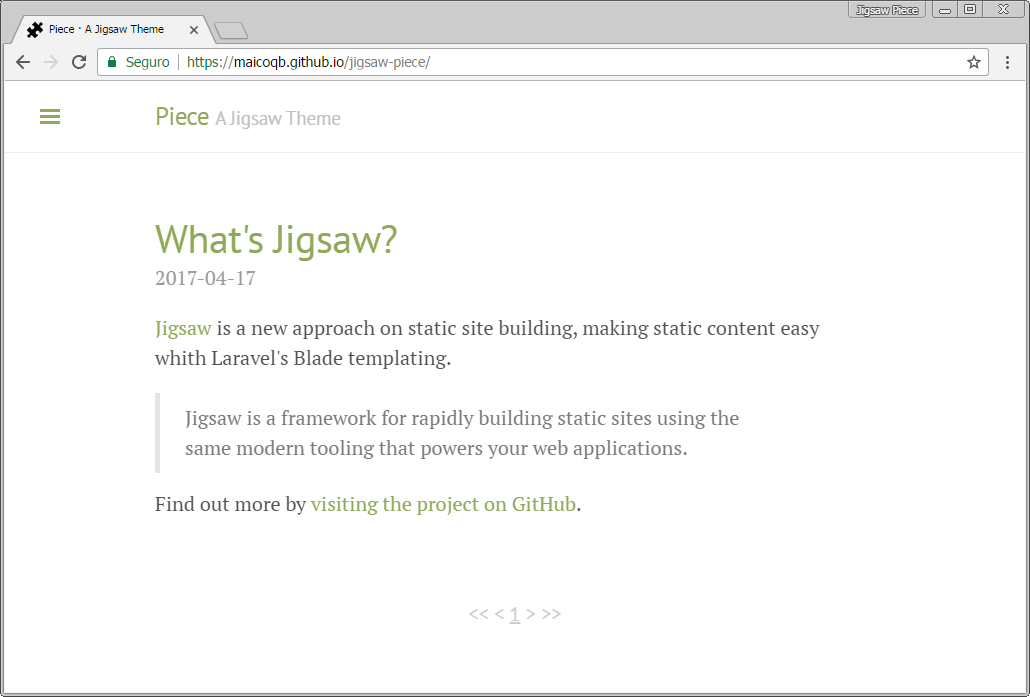 Jigsaw Piece
Piece · A Jigsaw Theme
Seguro https://maicoqb.github.io/jigsaw-piece/
Piece A Jigsaw Theme
What's Jigsaw?
2017-04-17
Jigsaw is a new approach on static site building, making static content easy
whith Laravel's Blade templating.
Jigsaw is a framework for rapidly building static sites using the
same modern tooling that powers your web applications.
Find out more by visiting the project on GitHub.
<< < 1 > >>